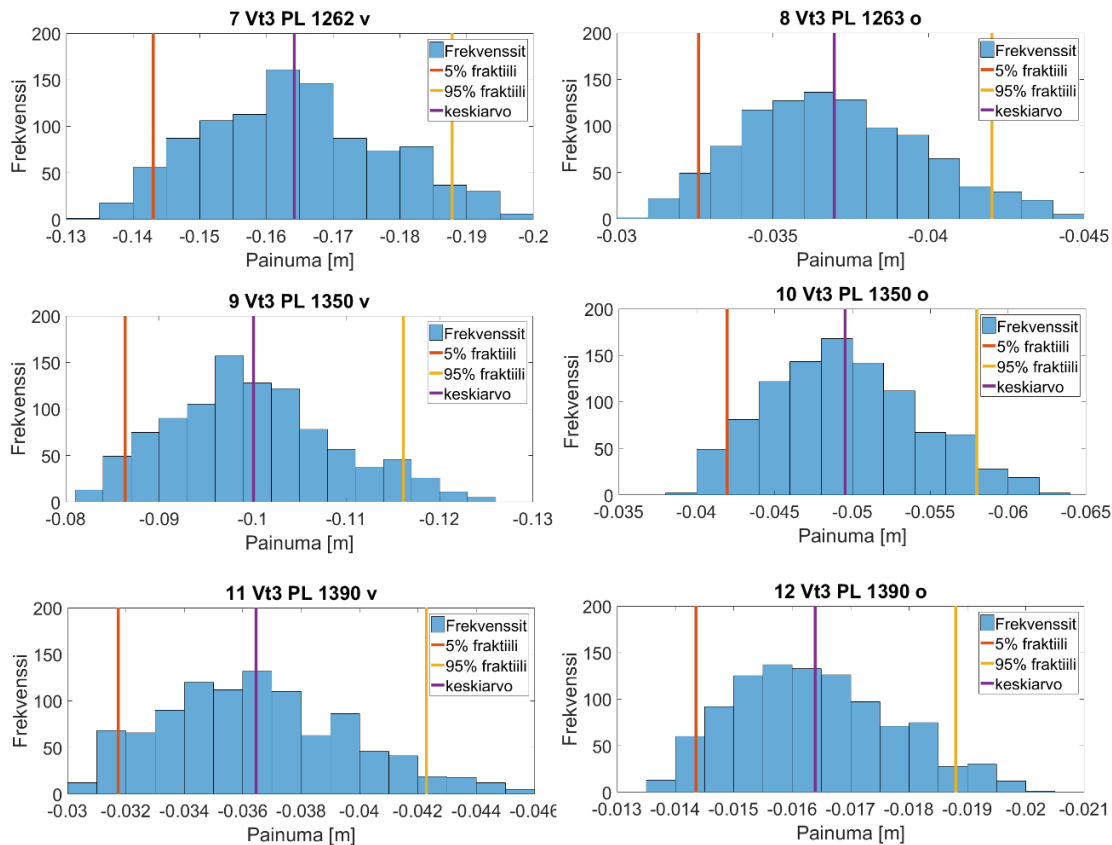 7 Vt3 PL 1262 v
200
150
100
50
0
Frekvenssi
Frekvenssit
5% fraktiili
95% fraktiili
keskiarvo
-0.13 -0.14 -0.15 -0.16 -0.17 -0.18 -0.19 -0.2
Painuma [m]
8 Vt3 PL 1263 o
200
150
100
50
0
Frekvenssi
Frekvenssit
5% fraktiili
95% fraktiili
keskiarvo
-0.03 -0.035 -0.04 -0.045
Painuma [m]
9 Vt3 PL 1350 v
200
150
100
50
0
Frekvenssi
Frekvenssit
5% fraktiili
95% fraktiili
keskiarvo
-0.08 -0.09 -0.1 -0.11 -0.12 -0.13
Painuma [m]
10 Vt3 PL 1350 o
200
150
100
50
0
Frekvenssi
Frekvenssit
5% fraktiili
95% fraktiili
keskiarvo
-0.035 -0.04 -0.045 -0.05 -0.055 -0.06 -0.065
Painuma [m]
11 Vt3 PL 1390 v
200
150
100
50
0
Frekvenssi
Frekvenssit
5% fraktiili
95% fraktiili
keskiarvo
-0.03 -0.032 -0.034 -0.036 -0.038 -0.04 -0.042 -0.044 -0.046
Painuma [m]
12 Vt3 PL 1390 o
200
150
100
50
0
Frekvenssi
Frekvenssit
5% fraktiili
95% fraktiili
keskiarvo
-0.013 -0.014 -0.015 -0.016 -0.017 -0.018 -0.019 -0.02 -0.021
Painuma [m]